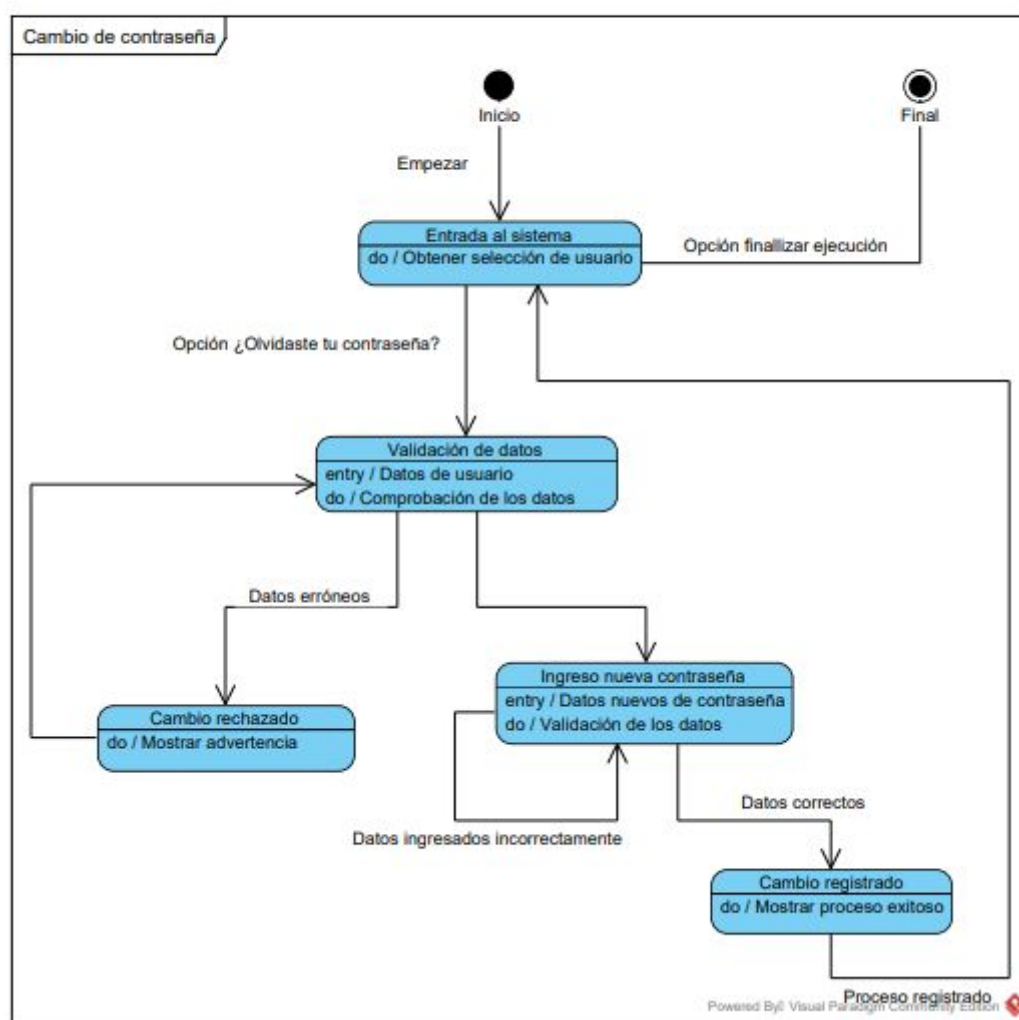 Cambio de contraseña
Inicio
Final
Empezar
Entrada al sistema
do / Obtener selección de usuario
Opción finallizar ejecución
Opción ¿Olvidaste tu contraseña?
Validación de datos
entry / Datos de usuario
do / Comprobación de los datos
Datos erróneos
Ingreso nueva contraseña
entry / Datos nuevos de contraseña
do / Validación de los datos
Cambio rechazado
do / Mostrar advertencia
Datos correctos
Datos ingresados incorrectamente
Cambio registrado
do / Mostrar proceso exitoso
Proceso registrado
Powered By Visual Paradigm Community Edition